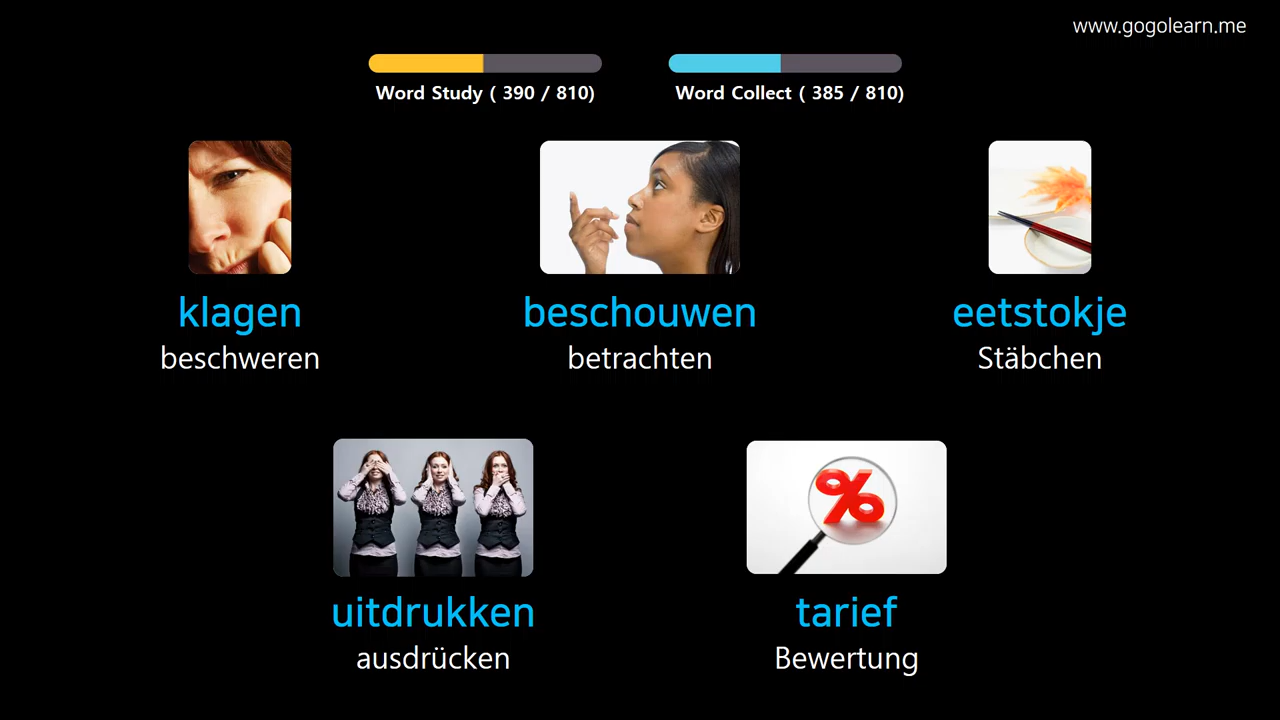 www.gogolearn.me
Word Study ( 390 / 810)
Word Collect ( 385 / 810)
klagen
beschweren
beschouwen
betrachten
eetstokje
Stäbchen
uitdrukken
ausdrücken
tarief
Bewertung